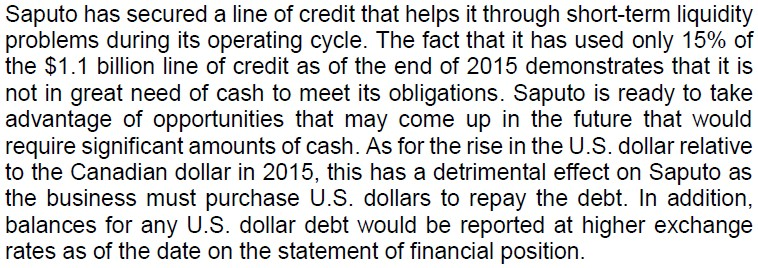 Saputo has secured a line of credit that helps it through short-term liquidity
problems during its operating cycle. The fact that it has used only 15% of
the $1.1 billion line of credit as of the end of 2015 demonstrates that it is
not in great need of cash to meet its obligations. Saputo is ready to take
advantage of opportunities that may come up in the future that would
require significant amounts of cash. As for the rise in the U.S. dollar relative
to the Canadian dollar in 2015, this has a detrimental effect on Saputo as
the business must purchase U.S. dollars to repay the debt. In addition,
balances for any U.S. dollar debt would be reported at higher exchange
rates as of the date on the statement of financial position.